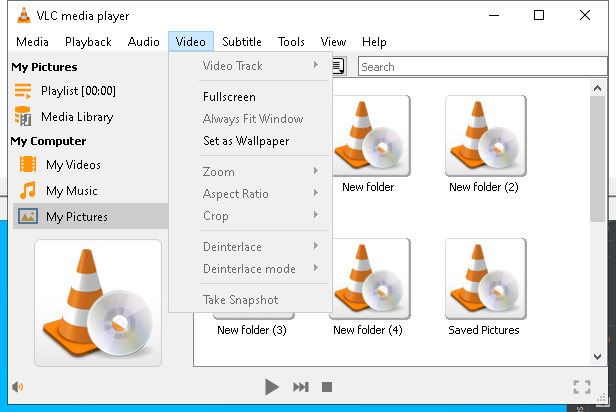 VLC media player
Media Playback Audio Video Subtitle Tools View Help
My Pictures
Playlist [00:00]
Media Library
My Computer
My Videos
My Music
My Pictures
Video Track
Fullscreen
Always Fit Window
Set as Wallpaper
Zoom
Aspect Ratio
Crop
Deinterlace
Deinterlace mode
Take Snapshot
Search
New folder
New folder (2)
New folder (3)
New folder (4)
Saved Pictures